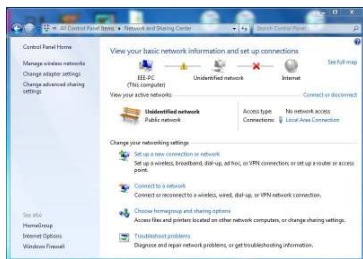 All Control Panel Items
Network and Sharing Center
Search Control Panel
Control Panel Home
Manage wireless networks
Change adapter settings
Change advanced sharing
settings
See also
HomeGroup
Internet Options
Windows Firewall
View your basic network information and set up connections
See full map
EEE-PC
(This computer)
Unidentified network
Internet
View your active networks
Connect or disconnect
Unidentified network
Public network
Access type: No network access
Connections: Local Area Connection
Change your networking settings
Set up a new connection or network
Set up a wireless, broadband, dial-up, ad hoc, or VPN connection; or set up a router or access
point.
Connect to a network
Connect or reconnect to a wireless, wired, dial-up, or VPN network connection.
Choose homegroup and sharing options
Access files and printers located on other network computers, or change sharing settings.
Troubleshoot problems
Diagnose and repair network problems, or get troubleshooting information.